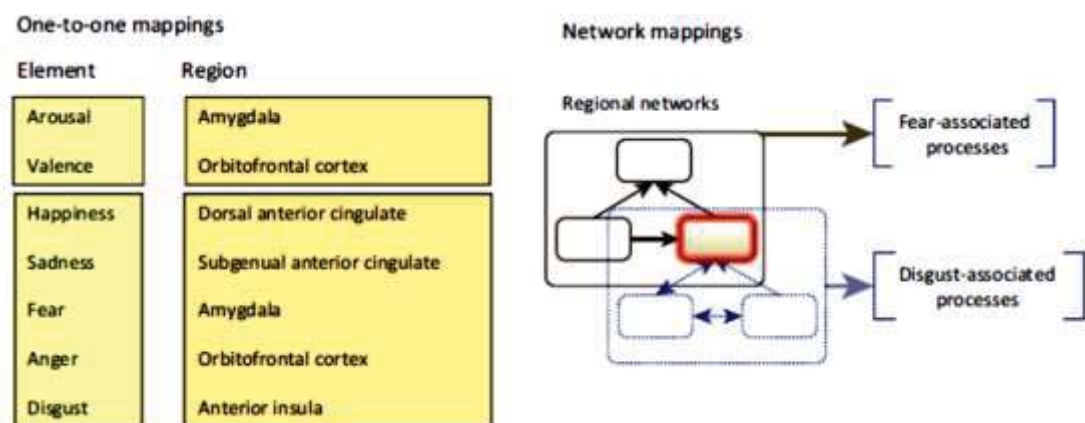 One-to-one mappings
Element Region
Arousal Amygdala
Valence Orbitofrontal cortex
Happiness Dorsal anterior cingulate
Sadness Subgenual anterior cingulate
Fear Amygdala
Anger Orbitofrontal cortex
Disgust Anterior insula
Network mappings
Regional networks
Fear-associated
processes
Disgust-associated
processes